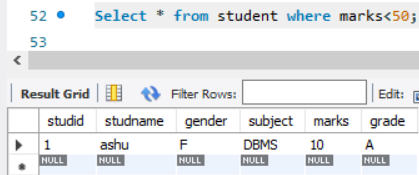 52 Select * from student where marks<50;
53
Result Grid Filter Rows: Edit:
studid studname gender subject marks grade
1 ashu F DBMS 10 A
NULL NULL NULL NULL NULL NULL